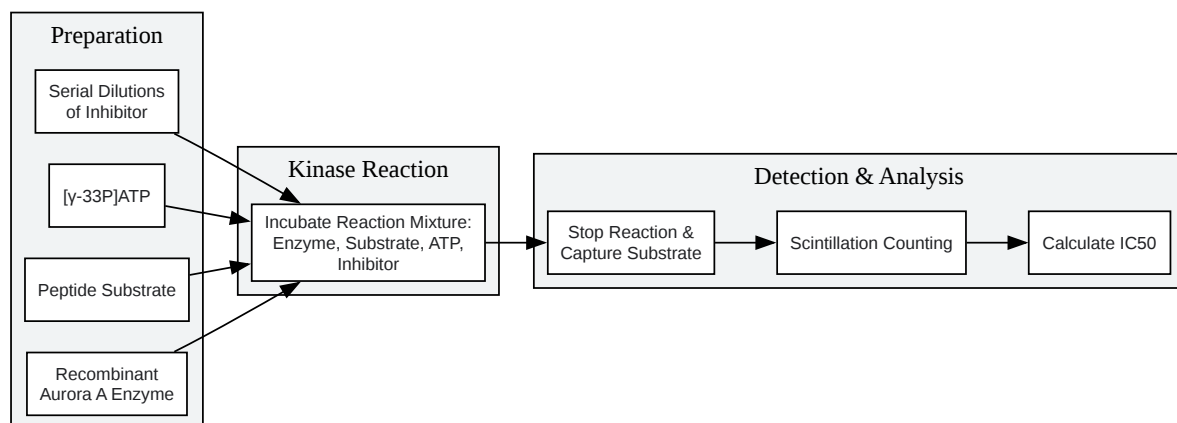 Preparation
Serial Dilutions
of Inhibitor
[γ-33P]ATP
Peptide Substrate
Recombinant
Aurora A Enzyme
Kinase Reaction
Incubate Reaction Mixture:
Enzyme, Substrate, ATP,
Inhibitor
Detection & Analysis
Stop Reaction &
Capture Substrate
Scintillation Counting
Calculate IC50